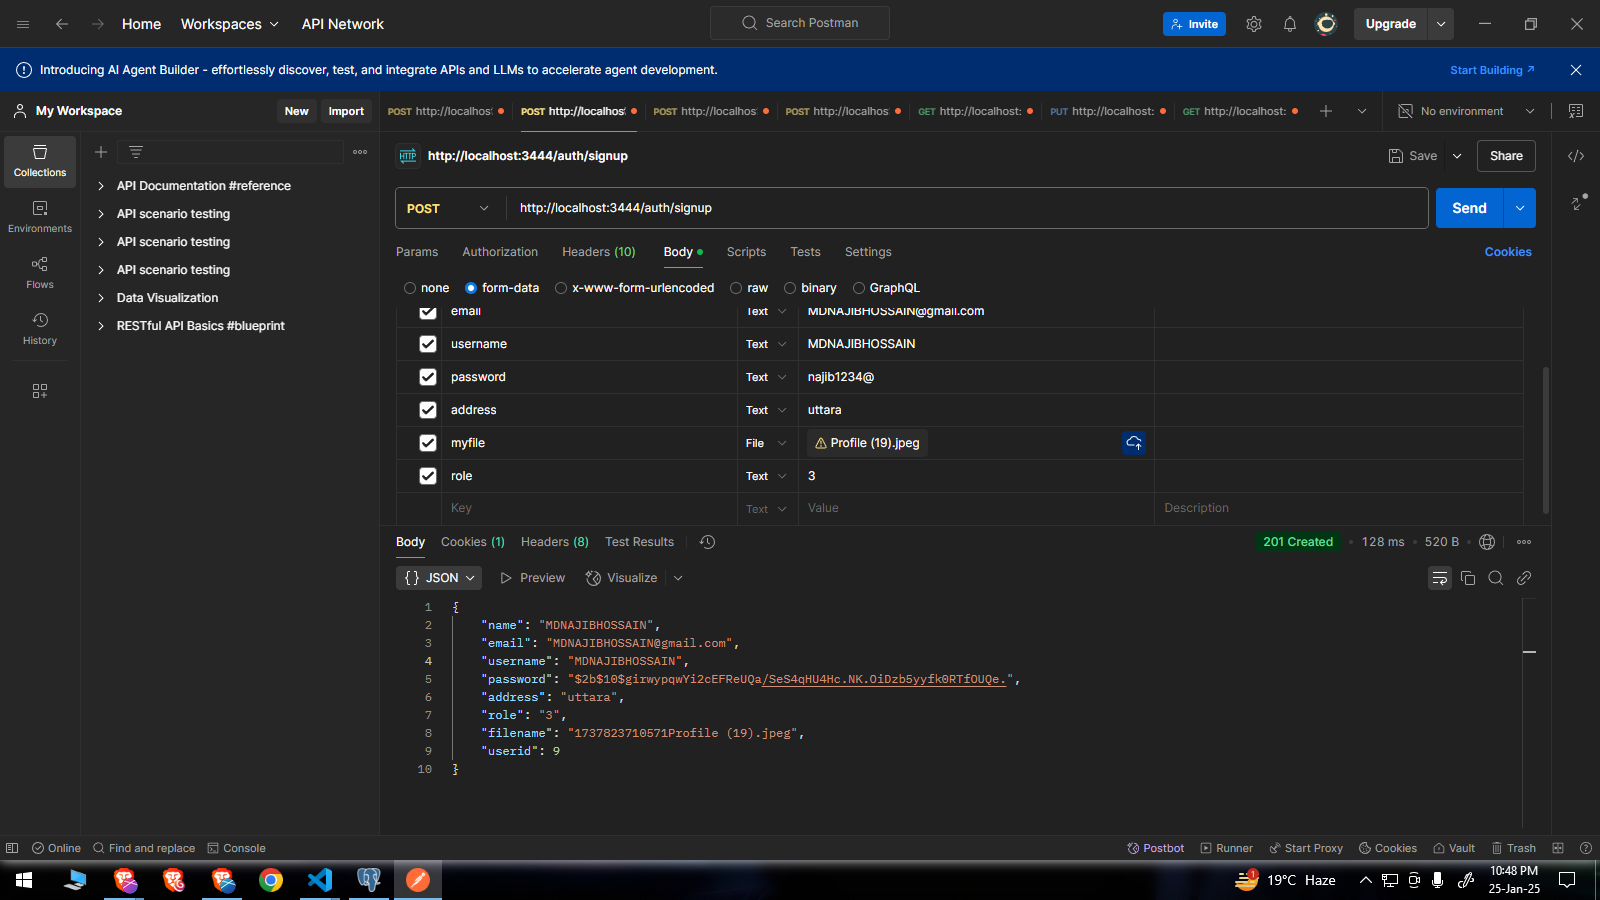 Home Workspaces API Network Search Postman Invite Upgrade
Introducing AI Agent Builder - effortlessly discover, test, and integrate APIs and LLMs to accelerate agent development. Start Building
My Workspace New Import
POST http://localhost POST http://localhost POST http://localhost POST http://localhost GET http://localhost: PUT http://localhost: GET http://localhost: No environment
Collections
Environments
Flows
History
API Documentation #reference
API scenario testing
API scenario testing
API scenario testing
Data Visualization
RESTful API Basics #blueprint
HTTP http://localhost:3444/auth/signup Save Share
POST http://localhost:3444/auth/signup Send
Params Authorization Headers (10) Body Scripts Tests Settings Cookies
none form-data x-www-form-urlencoded raw binary GraphQL
email Text MDNAJIBHOSSAIN@gmail.com
username Text MDNAJIBHOSSAIN
password Text najib1234@
address Text uttara
myfile File Profile (19).jpeg
role Text 3
Key Text Value Description
Body Cookies (1) Headers (8) Test Results 201 Created 128 ms 520 B
{} JSON Preview Visualize
1 {
2 "name": "MDNAJIBHOSSAIN",
3 "email": "MDNAJIBHOSSAIN@gmail.com",
4 "username": "MDNAJIBHOSSAIN",
5 "password": "$2b$10$girwypqwYi2cEFReUQa/SeS4qHU4Hc.NK.OiDzb5yyfk0RTfOUQe.",
6 "address": "uttara",
7 "role": "3",
8 "filename": "1737823710571Profile (19).jpeg",
9 "userid": 9
10 }
Online Find and replace Console Postbot Runner Start Proxy Cookies Vault Trash
1 19°C Haze 10:48 PM
25-Jan-25